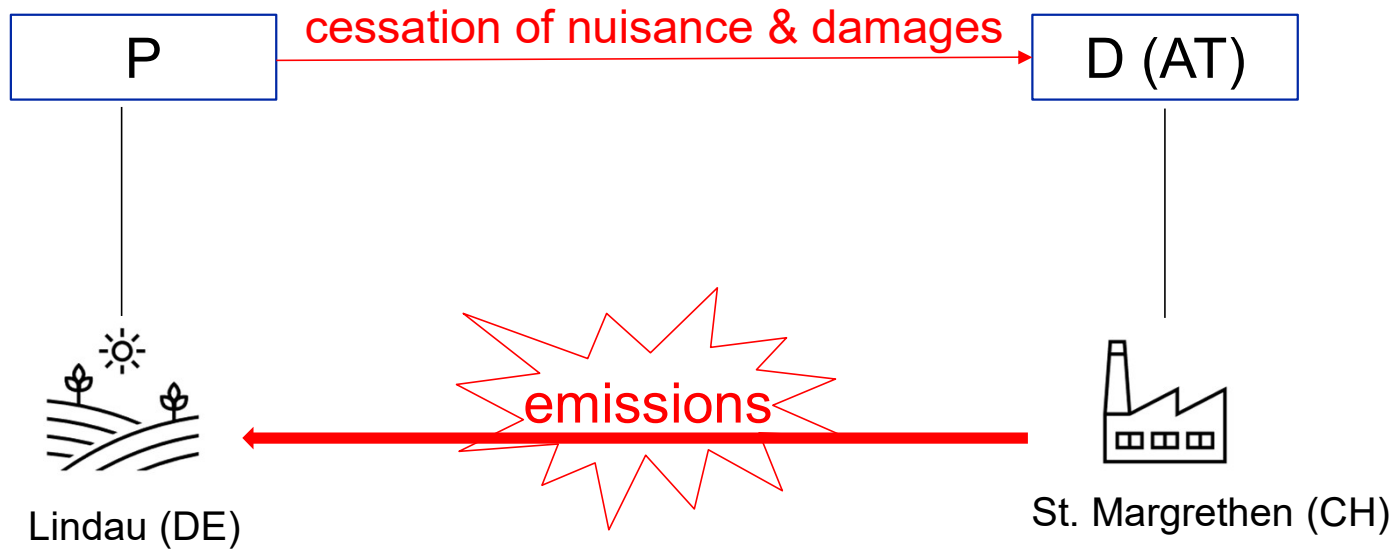 cessation of nuisance & damages
P
D (AT)
emissions
Lindau (DE)
St. Margrethen (CH)